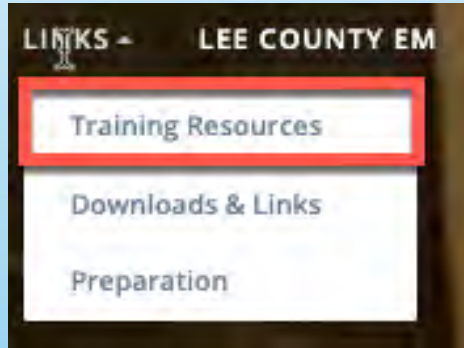 LINKS LEE COUNTY EM
Training Resources
Downloads & Links
Preparation